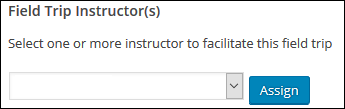 Field Trip Instructor(s)
Select one or more instructor to facilitate this field trip
Assign